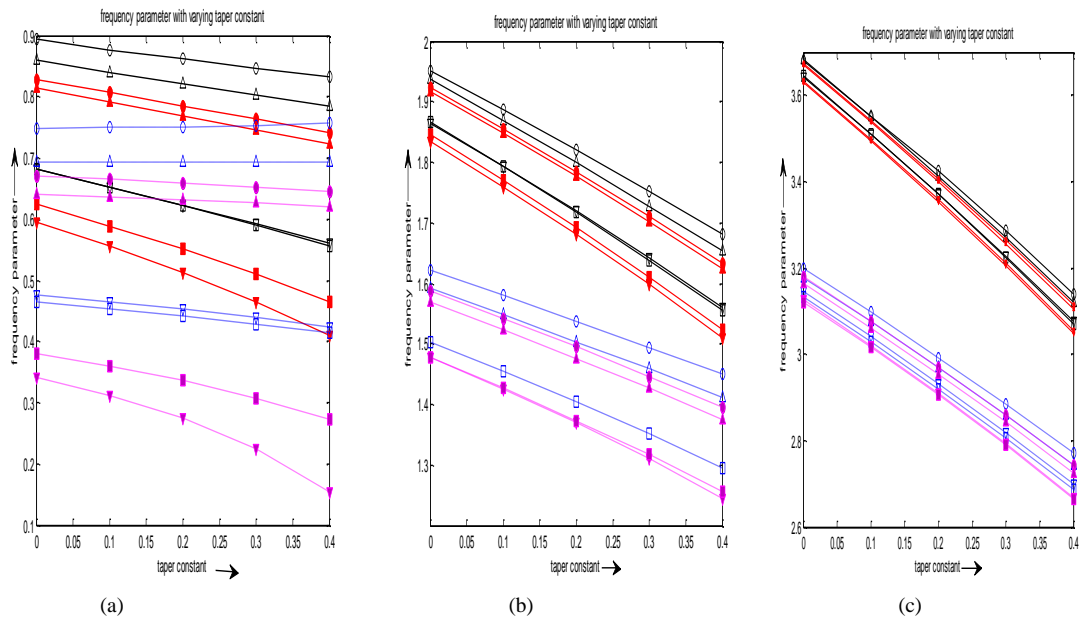 frequency parameter with varying taper constant
0.9
0.8
0.7
0.6
0.5
0.4
0.3
0.2
0.1
frequency parameter
0 0.05 0.1 0.15 0.2 0.25 0.3 0.35 0.4
taper constant
(a)
frequency parameter with varying taper constant
2
1.9
1.8
1.7
1.6
1.5
1.4
1.3
frequency parameter
0 0.05 0.1 0.15 0.2 0.25 0.3 0.35 0.4
taper constant
(b)
frequency parameter with varying taper constant
3.6
3.4
3.2
3
2.8
2.6
frequency parameter
0 0.05 0.1 0.15 0.2 0.25 0.3 0.35 0.4
taper constant
(c)